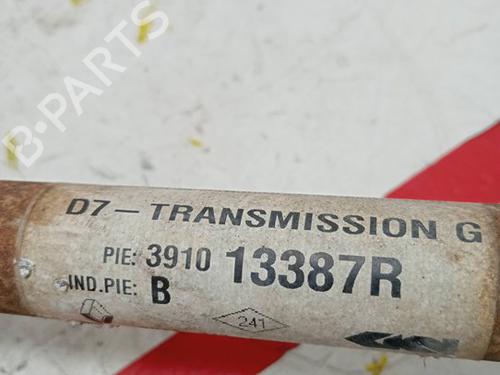 B-PARTS
D7-TRANSMISSION G
PIE: 3910 13387R
IND.PIE: B
241